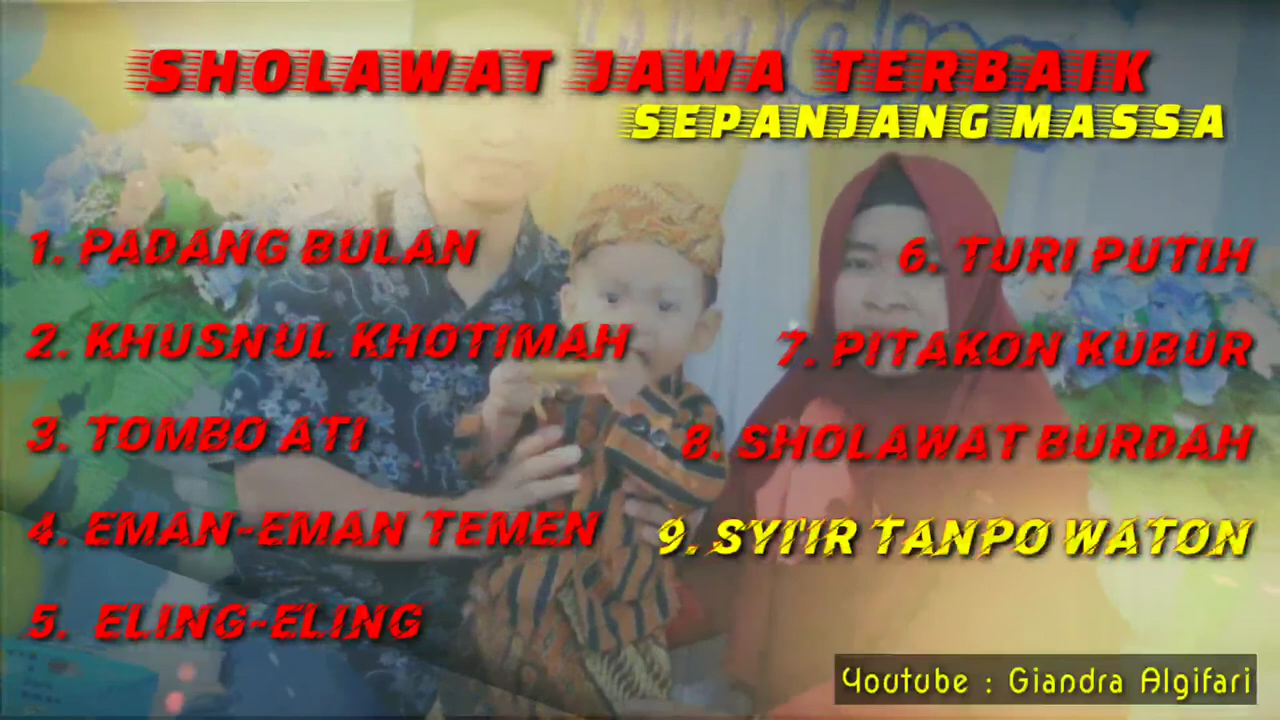 SHOLAWAT JAWA TERBAIK
SEPANJANG MASSA
1. PADANG BULAN
2. KHUSNUL KHOTIMAH
3. TOMBO ATI
4. EMAN-EMAN TEMEN
5. ELING-ELING
6. TURI PUTIH
7. PITAKON KUBUR
8. SHOLAWAT BURDAH
9. SYI'IR TANPO WATON
Youtube : Giandra Algifari